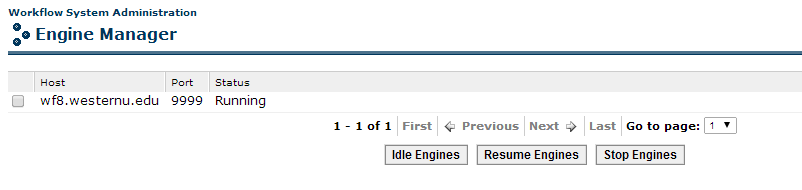 Workflow System Administration
Engine Manager
Host Port Status
wf8.westernu.edu 9999 Running
1 - 1 of 1 First Previous Next Last Go to page: 1
Idle Engines Resume Engines Stop Engines